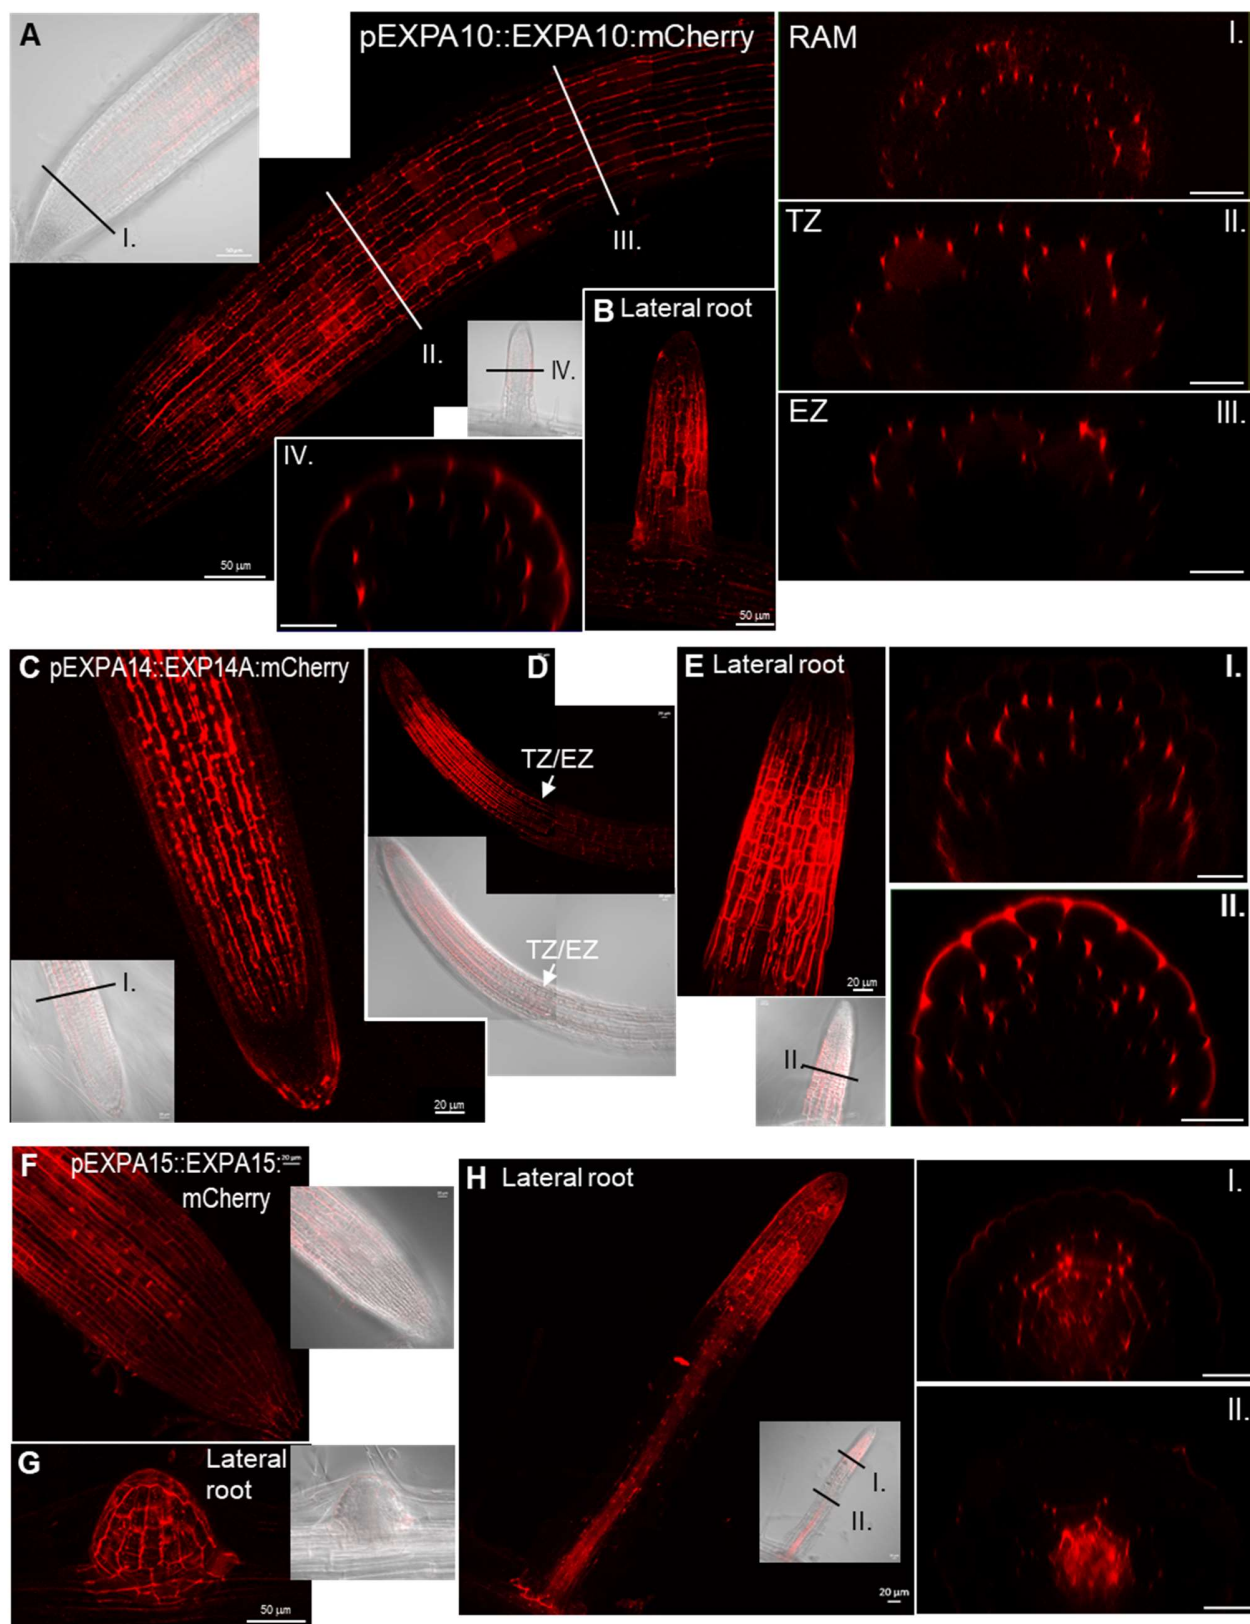 A
pEXPA10::EXPA10:mCherry
I.
II.
III.
50 µm
IV.
IV.
B Lateral root
50 µm
RAM
I.
TZ
II.
EZ
III.
C pEXPA14::EXP14A:mCherry
I.
20 µm
D
TZ/EZ
TZ/EZ
E Lateral root
20 µm
II.
I.
II.
F pEXPA15::EXPA15:
mCherry
20 µm
G
Lateral
root
50 µm
H Lateral root
I.
II.
20 µm
I.
II.